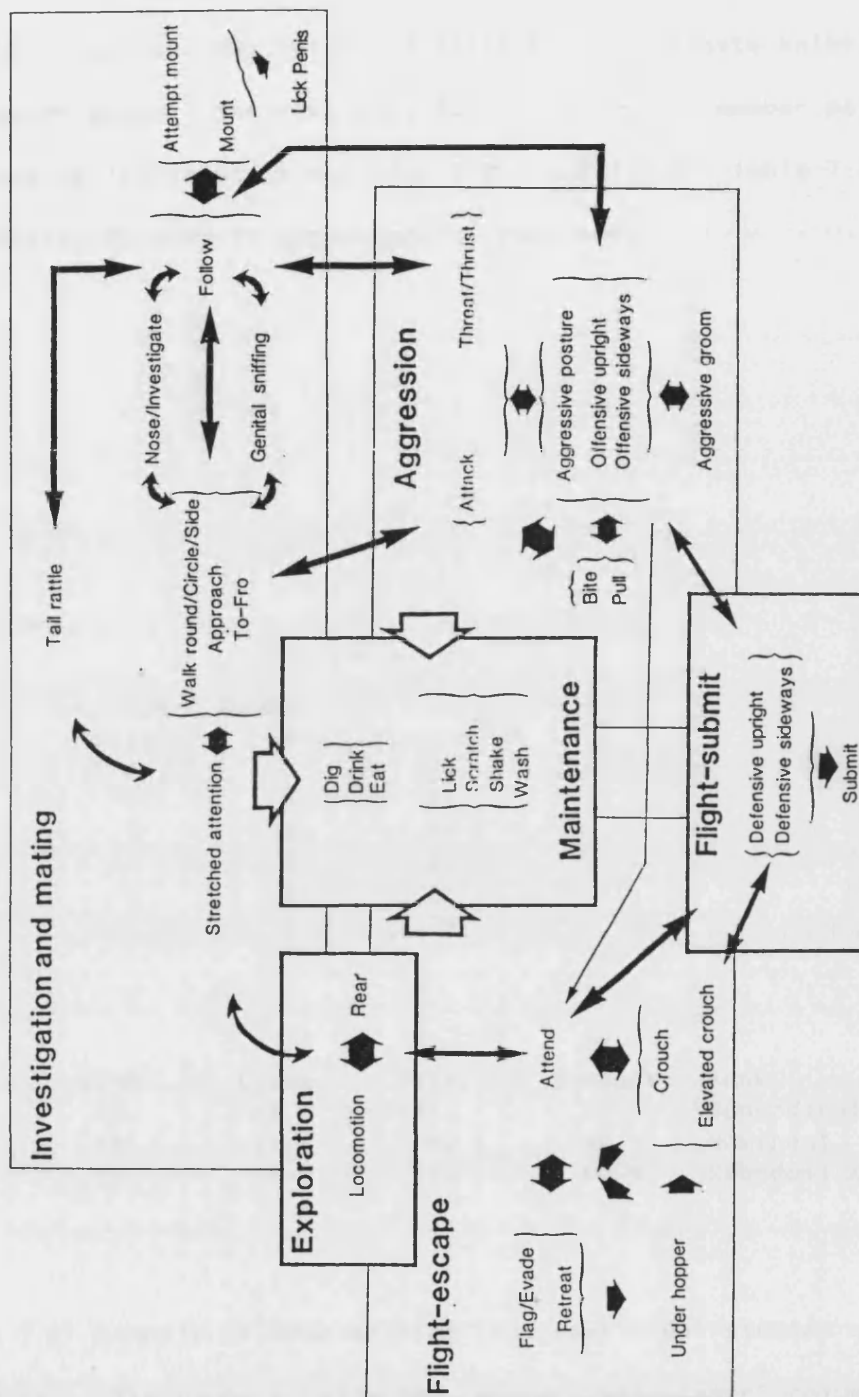 Investigation and mating
Tail rattle
Stretched attention
Walk round/Circle/Side
Approach
To-Fro
Nose/Investigate
Genital sniffing
Follow
Attempt mount
Mount
Lick Penis
Exploration
Locomotion
Rear
Dig
Drink
Eat
Lick
Scratch
Shake
Wash
Maintenance
Aggression
Attack
Throat/Thrust
Bite
Pull
Aggressive posture
Offensive upright
Offensive sideways
Aggressive groom
Flight-escape
Flag/Evade
Retreat
Under hopper
Attend
Crouch
Elevated crouch
Flight-submit
Defensive upright
Defensive sideways
Submit